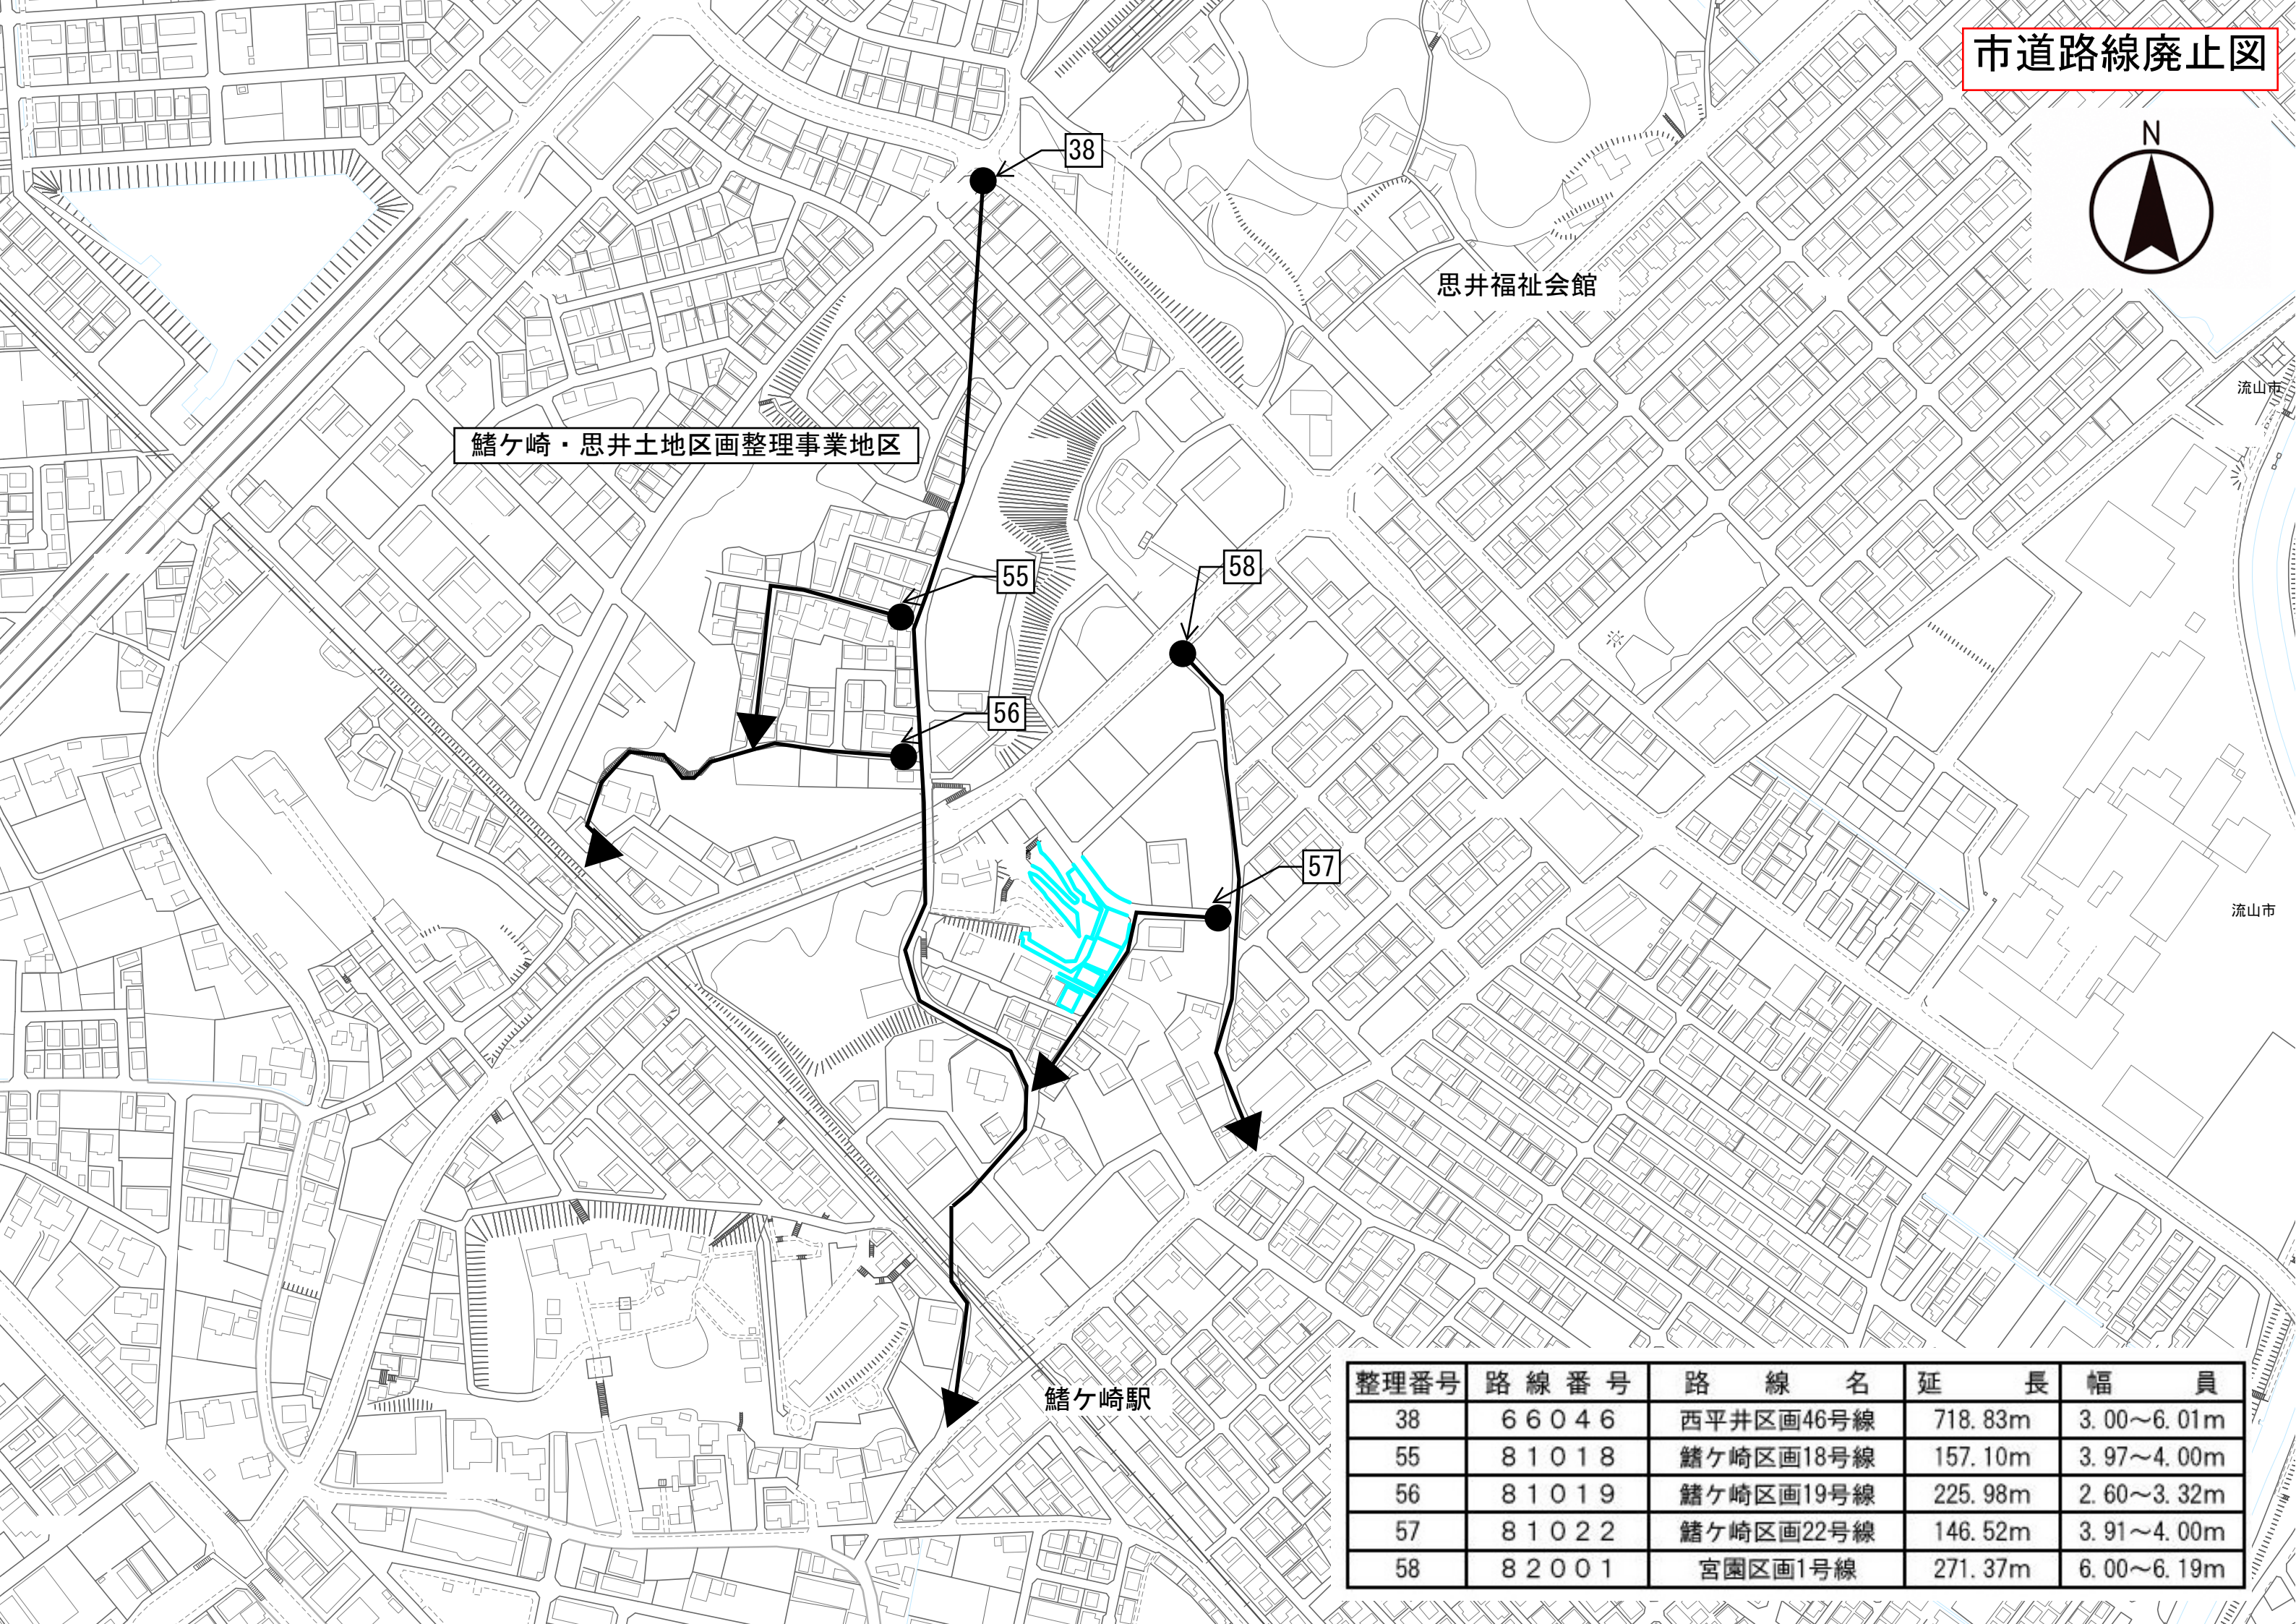 市道路線廃止図
N
38
思井福祉会館
流山市
鰭ケ崎・思井土地区画整理事業地区
55
58
56
57
流山市
鰭ケ崎駅
整理番号 路線番号 路線名 延長 幅員
38 66046 西平井区画46号線 718.83m 3.00～6.01m
55 81018 鰭ケ崎区画18号線 157.10m 3.97～4.00m
56 81019 鰭ケ崎区画19号線 225.98m 2.60～3.32m
57 81022 鰭ケ崎区画22号線 146.52m 3.91～4.00m
58 82001 宮園区画1号線 271.37m 6.00～6.19m